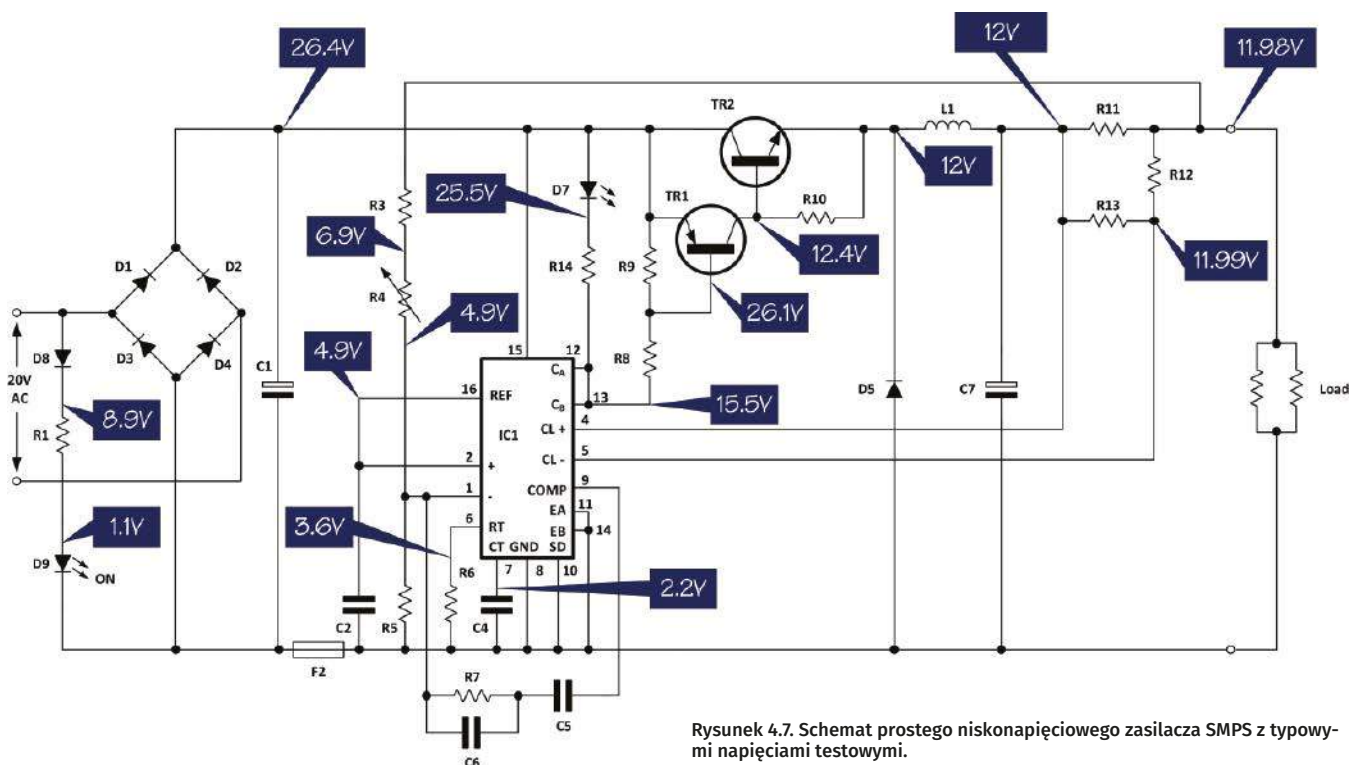 26.4V
12V
11.98V
TR2
L1
R11
D7
25.5V
TR1
12V
R12
R3
6.9V
R14
R9
R10
R13
12.4V
11.99V
D1
D2
R4
4.9V
26.1V
D3
D4
4.9V
15
12
R8
D8
20V
AC
C1
16
REF
CA
D5
C7
Load
8.9V
CB
13
15.5V
R1
IC1
CL +
4
2
+
CL -
5
1
-
COMP
9
1.1V
3.6V
6
RT
EA
11
EB
14
CT
GND
SD
D9
ON
R6
7
8
10
2.2V
C2
R5
C4
F2
R7
C5
C6
Rysunek 4.7. Schemat prostego niskonapięciowego zasilacza SMPS z typowy-
mi napięciami testowymi.